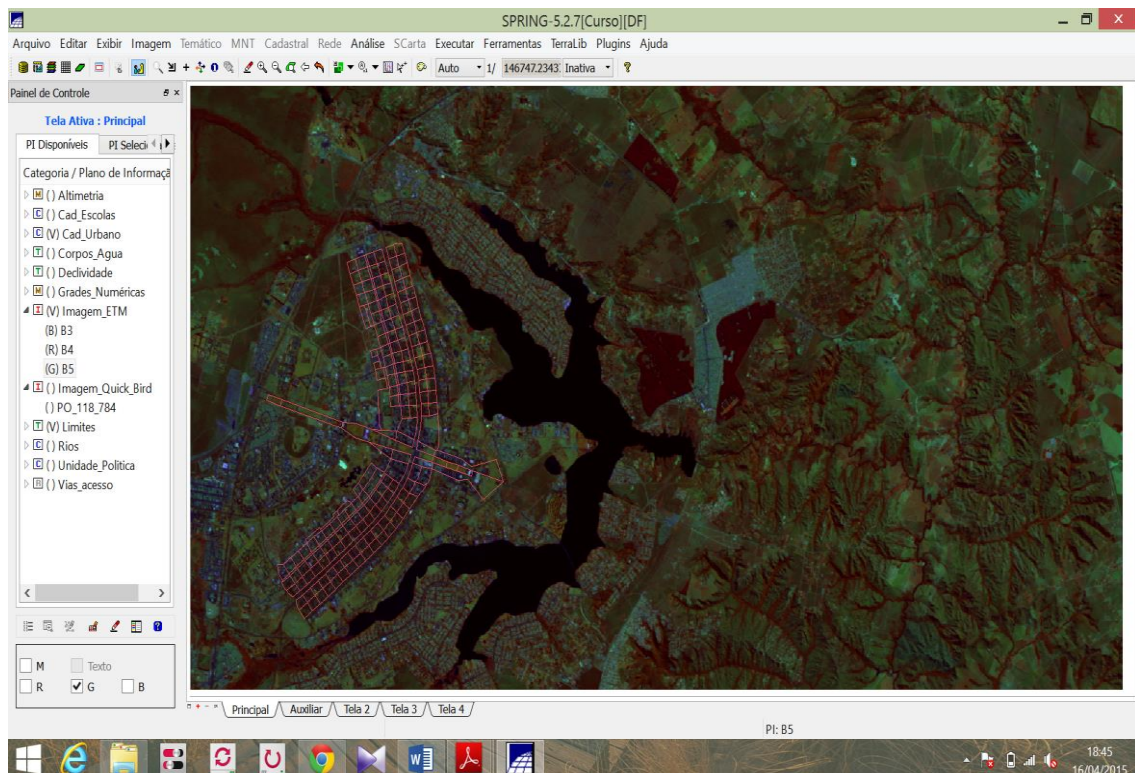 SPRING-5.2.7[Curso][DF]
Arquivo Editar Exibir Imagem Temático MNT Cadastral Rede Análise SCarta Executar Ferramentas TerraLib Plugins Ajuda
Auto 1/ 146747.2343 Inativa
Painel de Controle
Tela Ativa : Principal
PI Disponíveis PI Seleci
Categoria / Plano de Informaçã
M () Altimetria
C () Cad_Escolas
C (V) Cad_Urbano
T () Corpos_Agua
T () Declividade
M () Grades_Numéricas
I (V) Imagem_ETM
(B) B3
(R) B4
(G) B5
I () Imagem_Quick_Bird
() PO_118_784
T (V) Limites
C () Rios
C () Unidade_Politica
R () Vias_acesso
M Texto
R G B
Principal Auxiliar Tela 2 Tela 3 Tela 4
PI: B5
18:45
16/04/2015